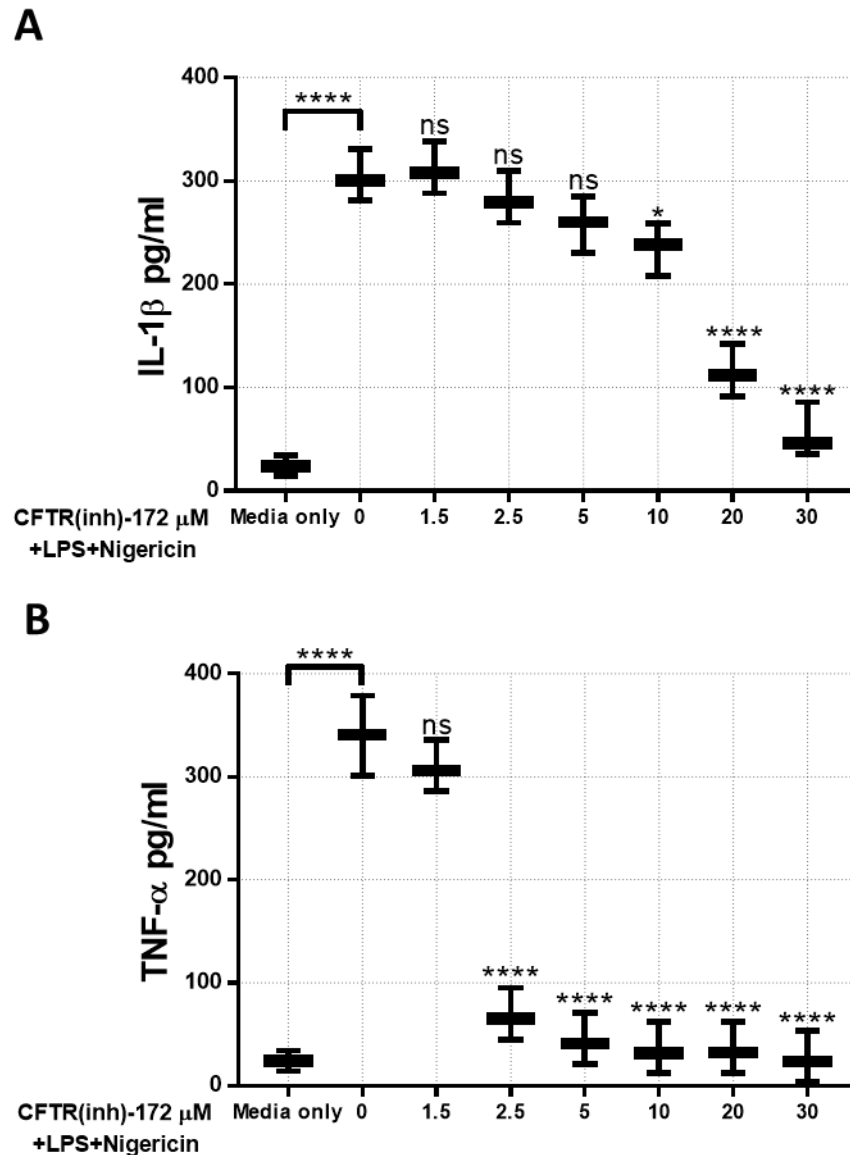 A
400
****
ns
ns
300
ns
*
IL-1β pg/ml
200
****
100
****
0
CFTR(inh)-172 μM Media only 0 1.5 2.5 5 10 20 30
+LPS+Nigericin
B
****
400
ns
300
TNF-α pg/ml
200
****
100
**** **** **** ****
0
CFTR(inh)-172 μM Media only 0 1.5 2.5 5 10 20 30
+LPS+Nigericin